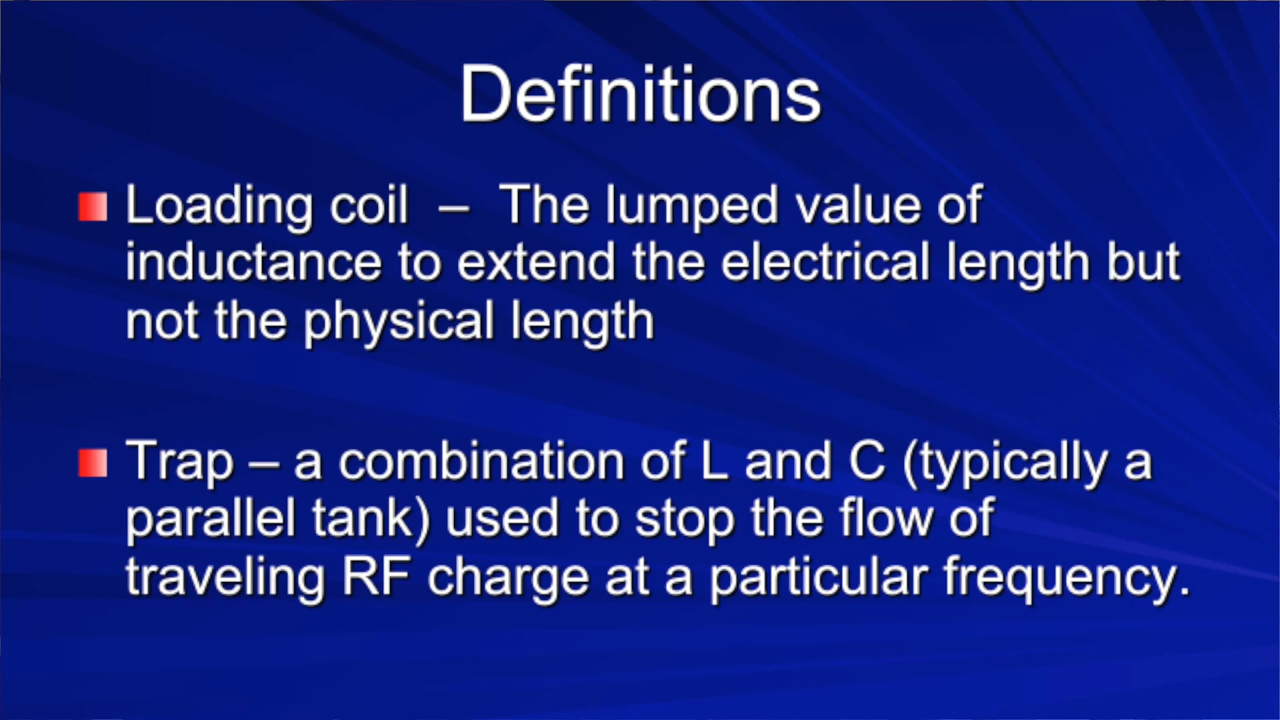 Definitions
Loading coil – The lumped value of
inductance to extend the electrical length but
not the physical length
Trap – a combination of L and C (typically a
parallel tank) used to stop the flow of
traveling RF charge at a particular frequency.